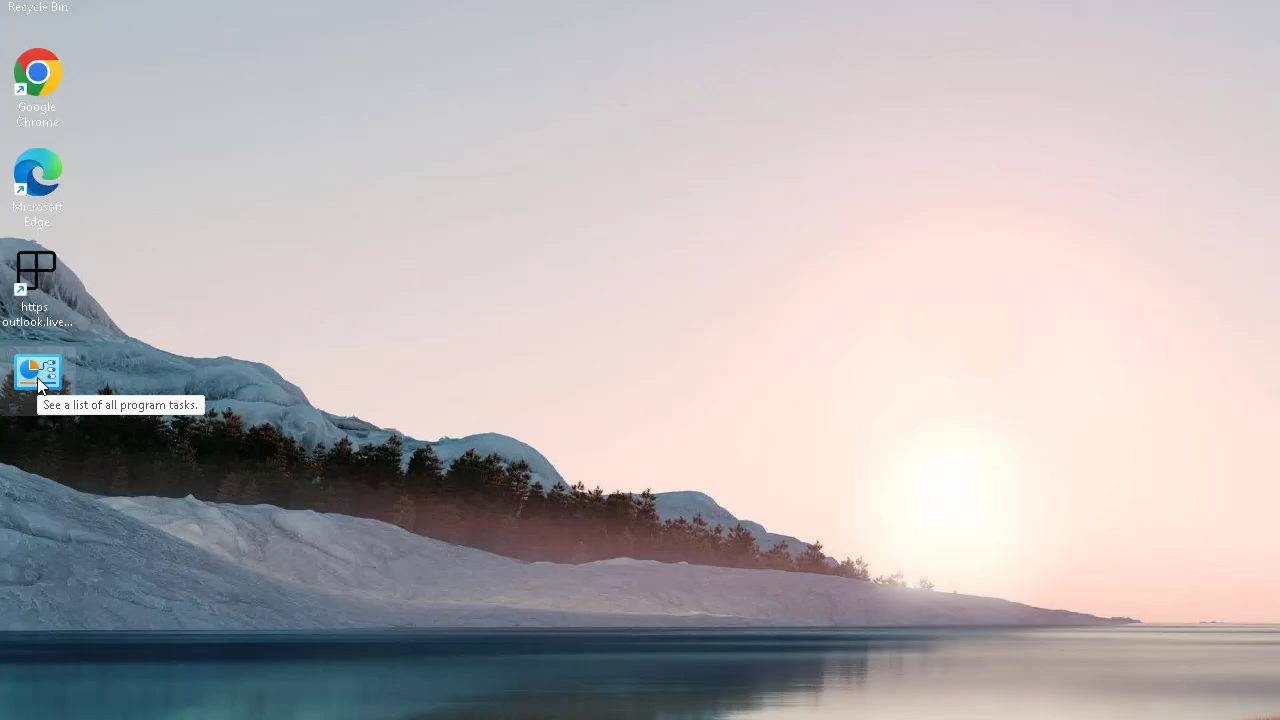 Recycle Bin
Google
Chrome
Microsoft
Edge
https
outlook.live...
See a list of all program tasks.